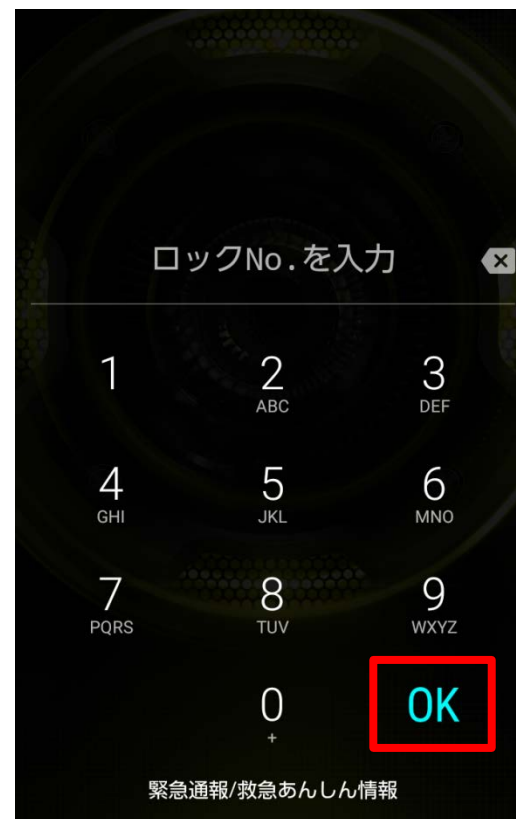 ロックNo.を入力
1 2 3
ABC DEF
4 5 6
GHI JKL MNO
7 8 9
PQRS TUV WXYZ
0 OK
+
緊急通報/救急あんしん情報